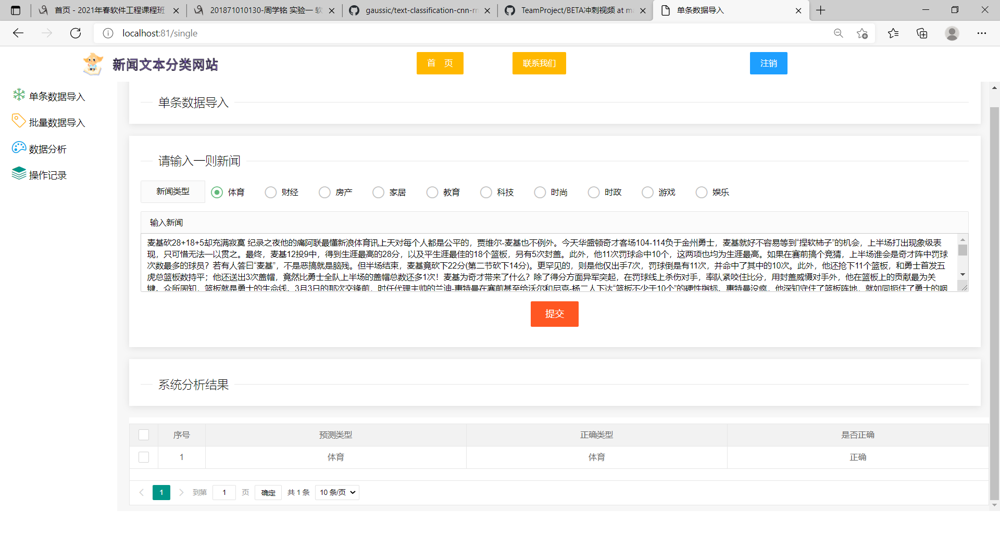 首页 - 2021年春软件工程课程班
201871010130-周学铭 实验一 软
gaussic/text-classification-cnn-rn
TeamProject/BETA冲刺视频 at ma
单条数据导入
localhost:81/single
新闻文本分类网站
首 页
联系我们
注销
单条数据导入
批量数据导入
数据分析
操作记录
单条数据导入
请输入一则新闻
新闻类型 体育 财经 房产 家居 教育 科技 时尚 时政 游戏 娱乐
输入新闻
麦基砍28+18+5却充满寂寞 纪录之夜他的痛阿联最懂新浪体育讯上天对每个人都是公平的，贾维尔-麦基也不例外。今天华盛顿奇才客场104-114负于金州勇士，麦基就好不容易等到“捏软柿子”的机会，上半场打出现象级表
现，只可惜无法一以贯之。最终，麦基12投9中，得到生涯最高的28分，以及平生涯最佳的18个篮板，另有5次封盖。此外，他11次罚球命中10个，这两项也均为生涯最高。如果在赛前搞个竞猜，上半场谁会是奇才阵中罚球
次数最多的球员？若有人答曰“麦基”，不是恶搞就是脑残。但半场结束，麦基竟砍下22分(第二节砍下14分)。更罕见的，则是他仅出手7次，罚球倒是有11次，并命中了其中的10次。此外，他还抢下11个篮板，和勇士首发五
虎总篮板数持平；他还送出3次盖帽，竟然比勇士全队上半场的盖帽总数还多1次！麦基为奇才带来了什么？除了得分方面异军突起，在罚球线上杀伤对手，率队紧咬住比分，用封盖威慑对手外，他在篮板上的贡献最为关
键。众所周知，篮板就是勇士的生命线。3月3日的那次交锋前，时任代理主帅的兰迪-惠特曼在赛前甚至给沃尔和尼克-杨二人下达“篮板不少于10个”的硬性指标。惠特曼没疯，他深知守住了篮板阵地，就如同扼住了勇士的咽
提交
系统分析结果
序号 预测类型 正确类型 是否正确
1 体育 体育 正确
1 到第 1 页 确定 共 1 条 10 条/页